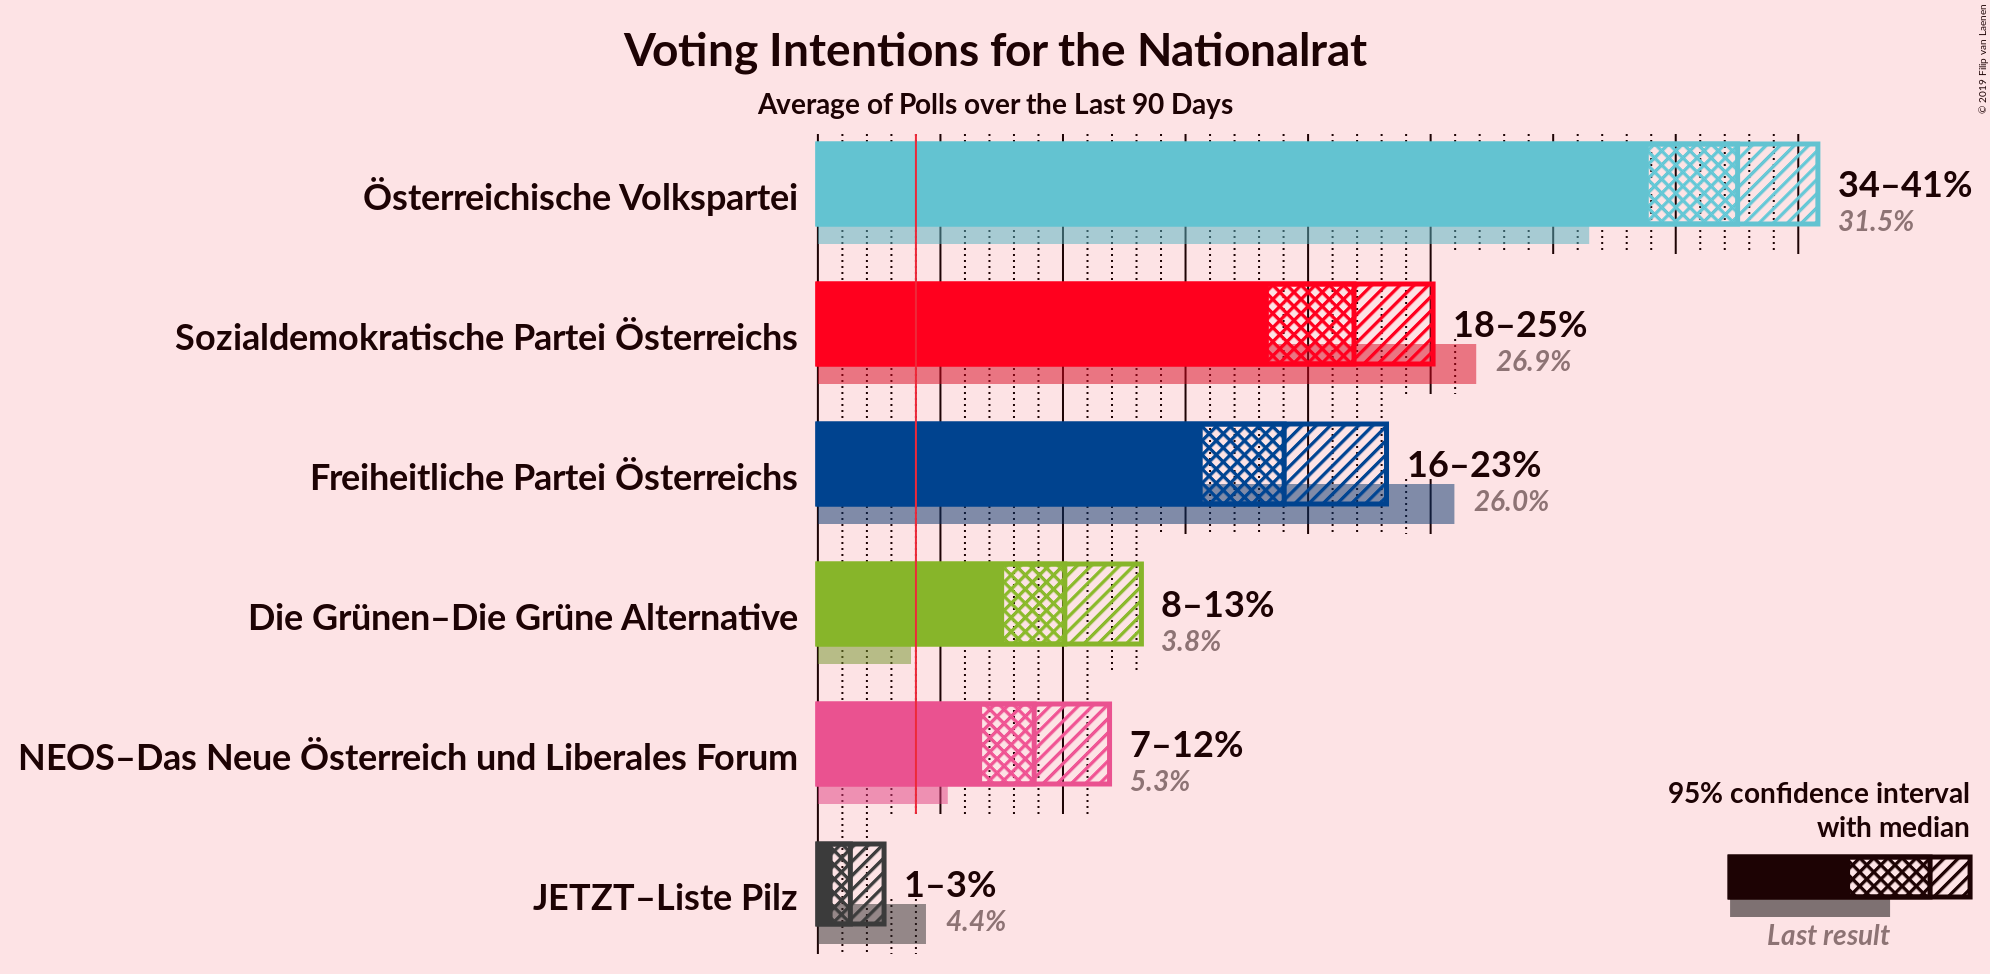 Voting Intentions for the Nationalrat
Average of Polls over the Last 90 Days
© 2019 Filip van Laenen
Österreichische Volkspartei
34–41%
31.5%
Sozialdemokratische Partei Österreichs
18–25%
26.9%
Freiheitliche Partei Österreichs
16–23%
26.0%
Die Grünen–Die Grüne Alternative
8–13%
3.8%
NEOS–Das Neue Österreich und Liberales Forum
7–12%
5.3%
JETZT–Liste Pilz
1–3%
4.4%
95% confidence interval
with median
Last result